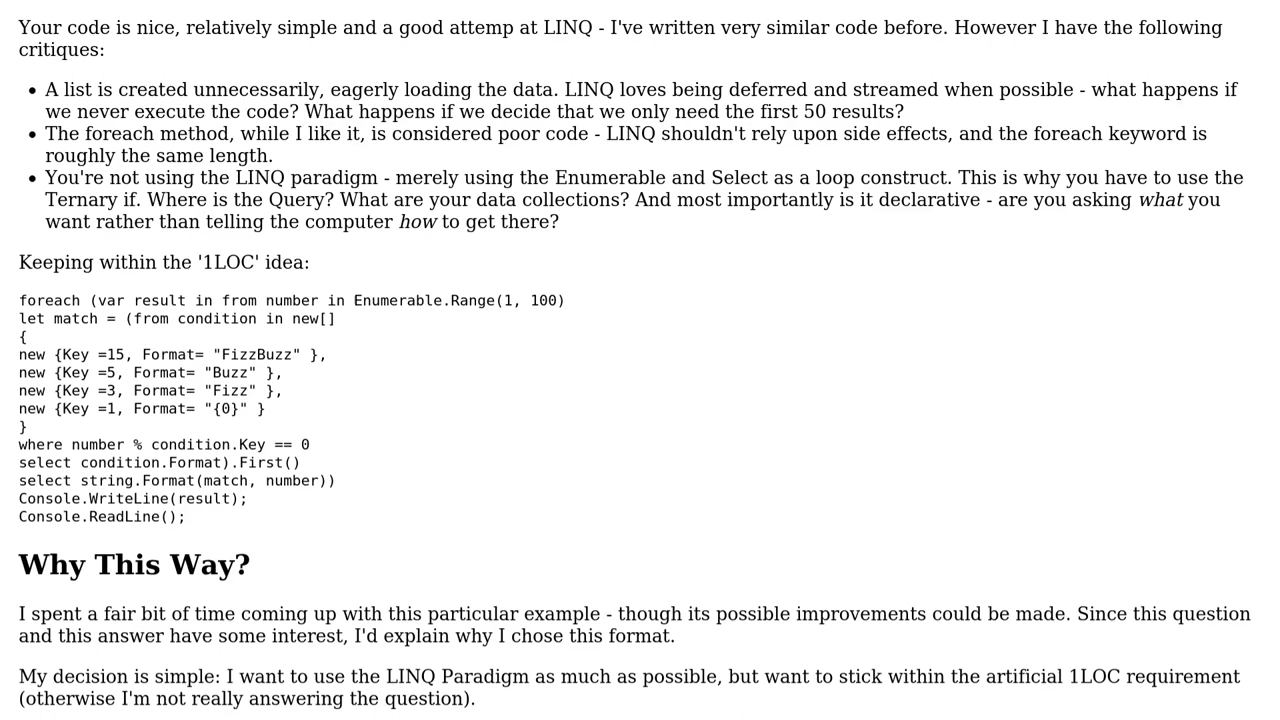 Your code is nice, relatively simple and a good attemp at LINQ - I've written very similar code before. However I have the following
critiques:
• A list is created unnecessarily, eagerly loading the data. LINQ loves being deferred and streamed when possible - what happens if
we never execute the code? What happens if we decide that we only need the first 50 results?
• The foreach method, while I like it, is considered poor code - LINQ shouldn't rely upon side effects, and the foreach keyword is
roughly the same length.
• You're not using the LINQ paradigm - merely using the Enumerable and Select as a loop construct. This is why you have to use the
Ternary if. Where is the Query? What are your data collections? And most importantly is it declarative - are you asking what you
want rather than telling the computer how to get there?
Keeping within the '1LOC' idea:
foreach (var result in from number in Enumerable.Range(1, 100)
let match = (from condition in new[]
{
new {Key =15, Format= "FizzBuzz" },
new {Key =5, Format= "Buzz" },
new {Key =3, Format= "Fizz" },
new {Key =1, Format= "{0}" }
}
where number % condition.Key == 0
select condition.Format).First()
select string.Format(match, number))
Console.WriteLine(result);
Console.ReadLine();
Why This Way?
I spent a fair bit of time coming up with this particular example - though its possible improvements could be made. Since this question
and this answer have some interest, I'd explain why I chose this format.
My decision is simple: I want to use the LINQ Paradigm as much as possible, but want to stick within the artificial 1LOC requirement
(otherwise I'm not really answering the question).